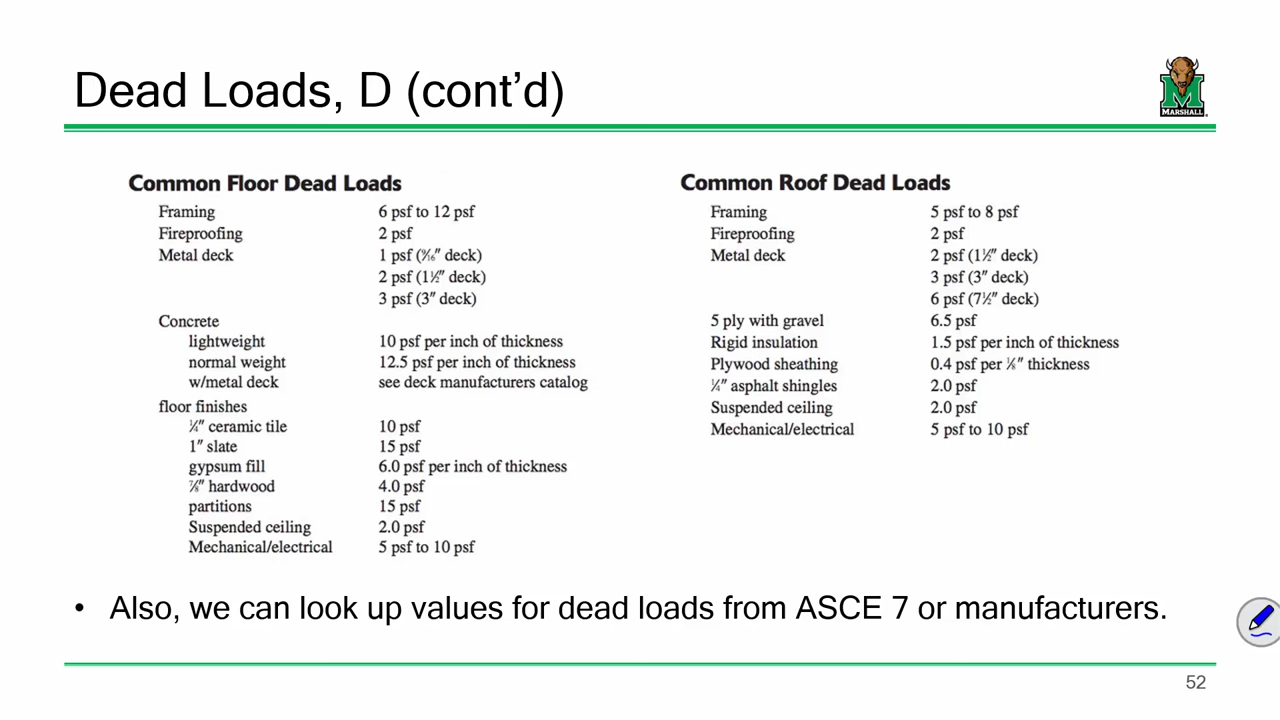 Dead Loads, D (cont’d)
MARSHALL
Common Floor Dead Loads
Framing 6 psf to 12 psf
Fireproofing 2 psf
Metal deck 1 psf (9⁄16″ deck)
2 psf (1½″ deck)
3 psf (3″ deck)
Concrete
lightweight 10 psf per inch of thickness
normal weight 12.5 psf per inch of thickness
w/metal deck see deck manufacturers catalog
floor finishes
¼″ ceramic tile 10 psf
1″ slate 15 psf
gypsum fill 6.0 psf per inch of thickness
⅞″ hardwood 4.0 psf
partitions 15 psf
Suspended ceiling 2.0 psf
Mechanical/electrical 5 psf to 10 psf
Common Roof Dead Loads
Framing 5 psf to 8 psf
Fireproofing 2 psf
Metal deck 2 psf (1½″ deck)
3 psf (3″ deck)
6 psf (7½″ deck)
5 ply with gravel 6.5 psf
Rigid insulation 1.5 psf per inch of thickness
Plywood sheathing 0.4 psf per ⅛″ thickness
¼″ asphalt shingles 2.0 psf
Suspended ceiling 2.0 psf
Mechanical/electrical 5 psf to 10 psf
• Also, we can look up values for dead loads from ASCE 7 or manufacturers.
52